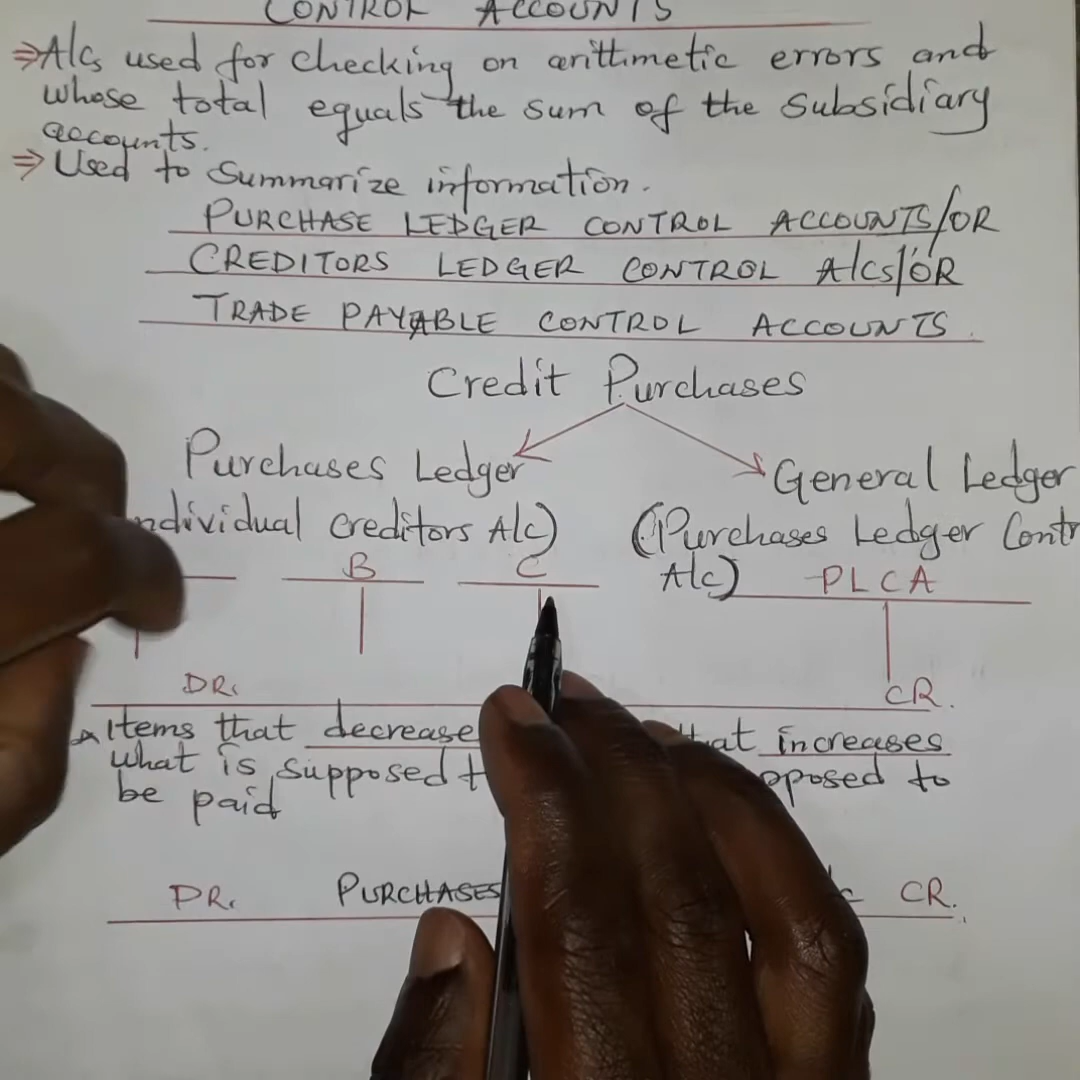 CONTROL ACCOUNTS
⇒ A/Cs used for checking on arithmetic errors and
whose total equals the sum of the subsidiary
accounts.
⇒ Used to summarize information.
PURCHASE LEDGER CONTROL ACCOUNTS/OR
CREDITORS LEDGER CONTROL A/CS/OR
TRADE PAYABLE CONTROL ACCOUNTS.
Credit Purchases
Purchases Ledger
General Ledger
ndividual creditors A/C)
(Purchases Ledger Contr
A/C)
B C
PLCA
DR.
CR.
Items that decrease
that increases
what is supposed t
pposed to
be paid
DR. PURCHASES
CR.